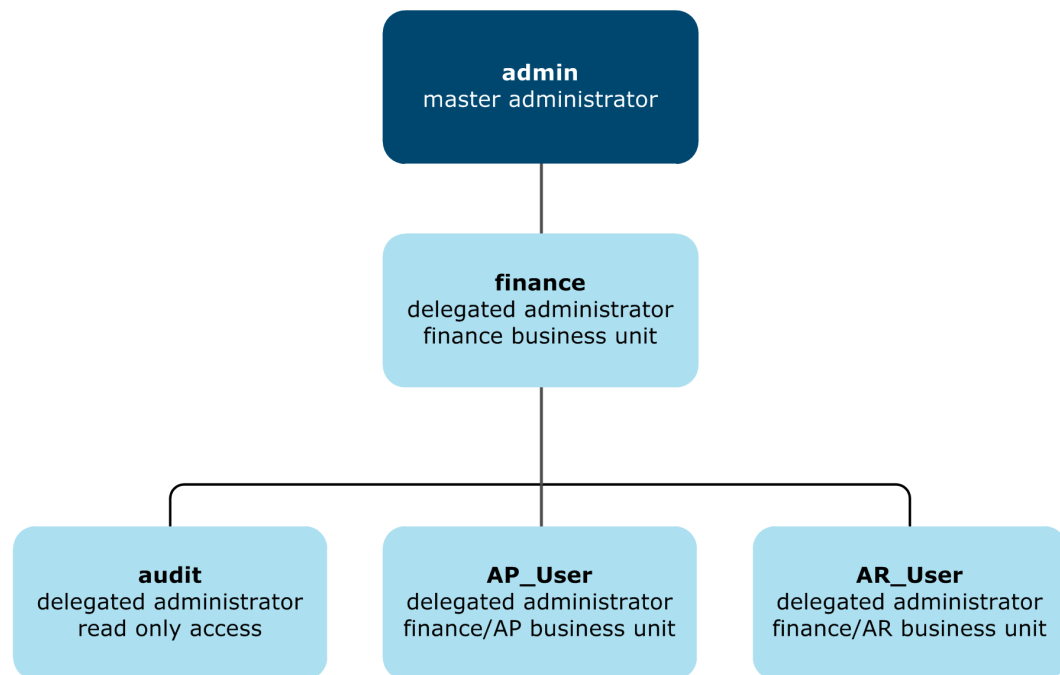 admin
master administrator
finance
delegated administrator
finance business unit
audit
delegated administrator
read only access
AP_User
delegated administrator
finance/AP business unit
AR_User
delegated administrator
finance/AR business unit